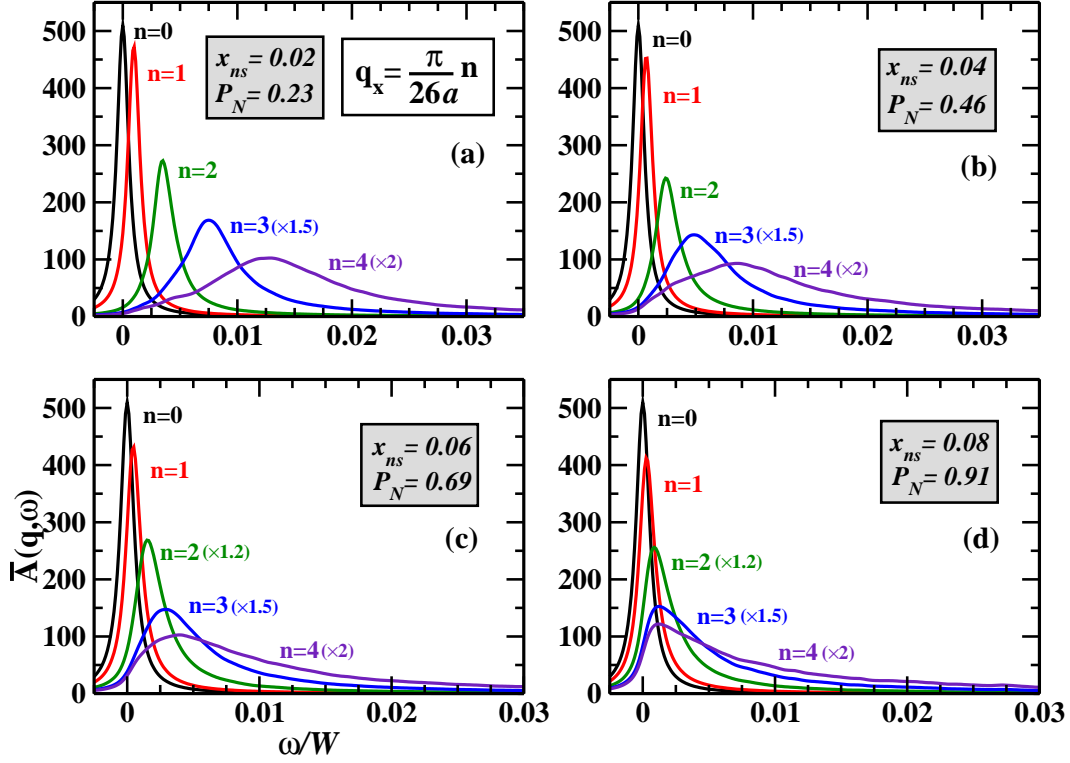 500
400
300
200
100
0
0
0.01
0.02
0.03
n=0
n=1
n=2
n=3 (×1.5)
n=4 (×2)
x_ns = 0.02
P_N = 0.23
q_x = π/26a n
(a)
500
400
300
200
100
0
0
0.01
0.02
0.03
n=0
n=1
n=2
n=3 (×1.5)
n=4 (×2)
x_ns = 0.04
P_N = 0.46
(b)
500
400
300
200
100
0
0
0.01
0.02
0.03
n=0
n=1
n=2 (×1.2)
n=3 (×1.5)
n=4 (×2)
x_ns = 0.06
P_N = 0.69
(c)
A̅(q,ω)
ω/W
500
400
300
200
100
0
0
0.01
0.02
0.03
n=0
n=1
n=2 (×1.2)
n=3 (×1.5)
n=4 (×2)
x_ns = 0.08
P_N = 0.91
(d)